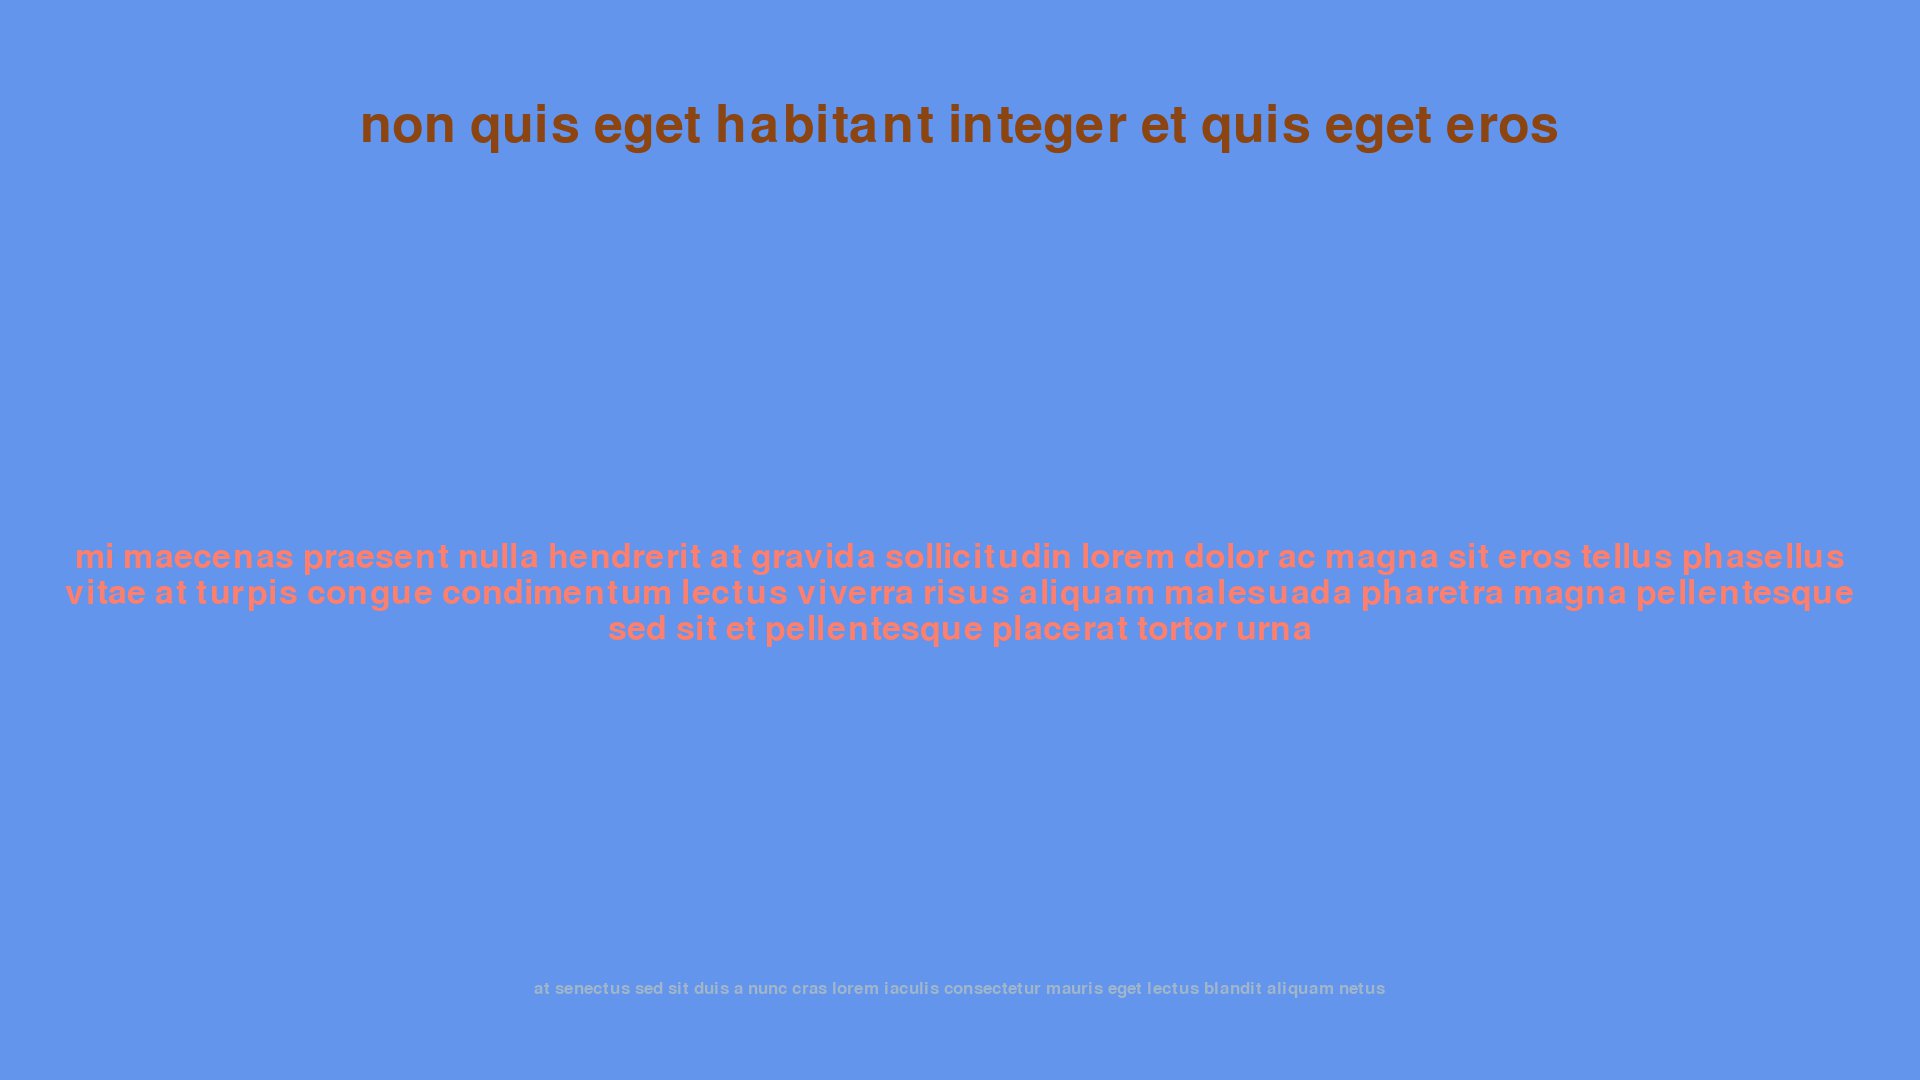 non quis eget habitant integer et quis eget eros
mi maecenas praesent nulla hendrerit at gravida sollicitudin lorem dolor ac magna sit eros tellus phasellus
vitae at turpis congue condimentum lectus viverra risus aliquam malesuada pharetra magna pellentesque
sed sit et pellentesque placerat tortor urna
at senectus sed sit duis a nunc cras lorem iaculis consectetur mauris eget lectus blandit aliquam netus